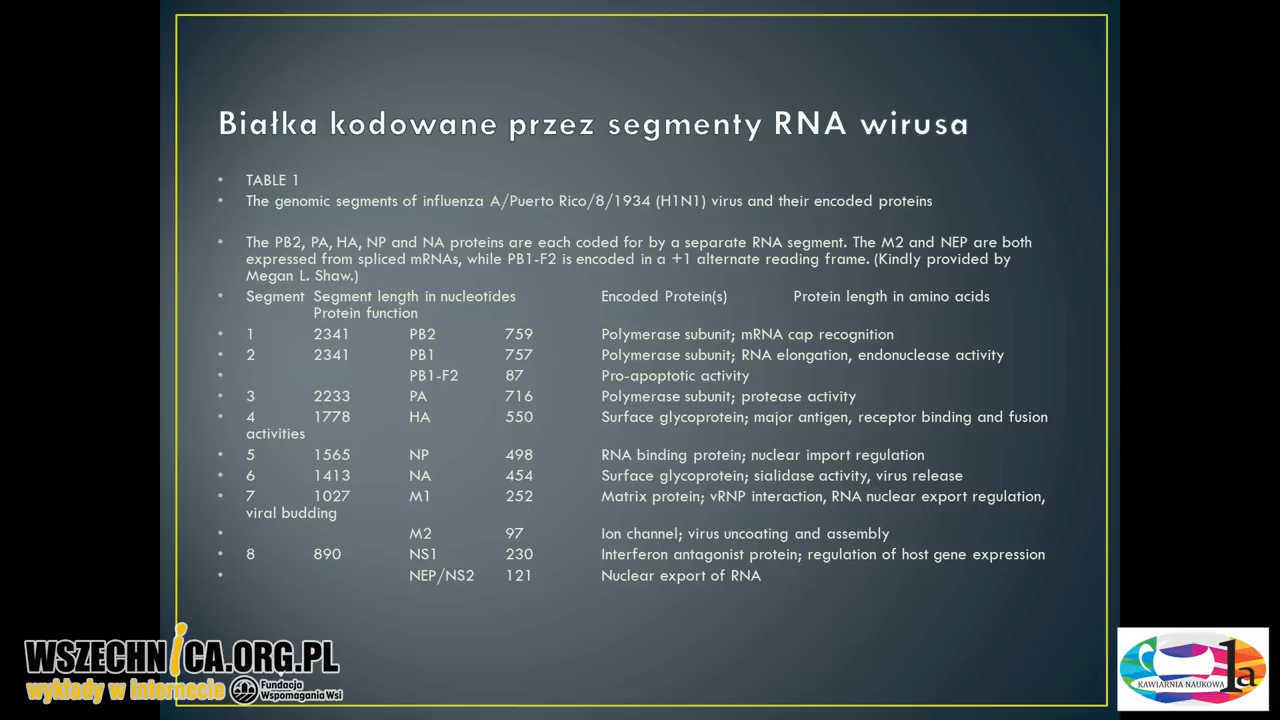 Białka kodowane przez segmenty RNA wirusa
• TABLE 1
• The genomic segments of influenza A/Puerto Rico/8/1934 (H1N1) virus and their encoded proteins
• The PB2, PA, HA, NP and NA proteins are each coded for by a separate RNA segment. The M2 and NEP are both
expressed from spliced mRNAs, while PB1-F2 is encoded in a +1 alternate reading frame. (Kindly provided by
Megan L. Shaw.)
• Segment Segment length in nucleotides Encoded Protein(s) Protein length in amino acids
Protein function
• 1 2341 PB2 759 Polymerase subunit; mRNA cap recognition
• 2 2341 PB1 757 Polymerase subunit; RNA elongation, endonuclease activity
• PB1-F2 87 Pro-apoptotic activity
• 3 2233 PA 716 Polymerase subunit; protease activity
• 4 1778 HA 550 Surface glycoprotein; major antigen, receptor binding and fusion
activities
• 5 1565 NP 498 RNA binding protein; nuclear import regulation
• 6 1413 NA 454 Surface glycoprotein; sialidase activity, virus release
• 7 1027 M1 252 Matrix protein; vRNP interaction, RNA nuclear export regulation,
viral budding
• M2 97 Ion channel; virus uncoating and assembly
• 8 890 NS1 230 Interferon antagonist protein; regulation of host gene expression
• NEP/NS2 121 Nuclear export of RNA
WSZECHNICA.ORG.PL
wykłady w internecie
Fundacja
Wspomagania Wsi
KAWIARNIA NAUKOWA
1a